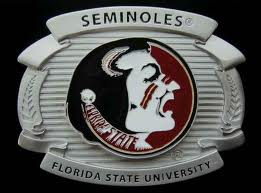 SEMINOLES®
FLORIDA STATE
®
FLORIDA STATE UNIVERSITY